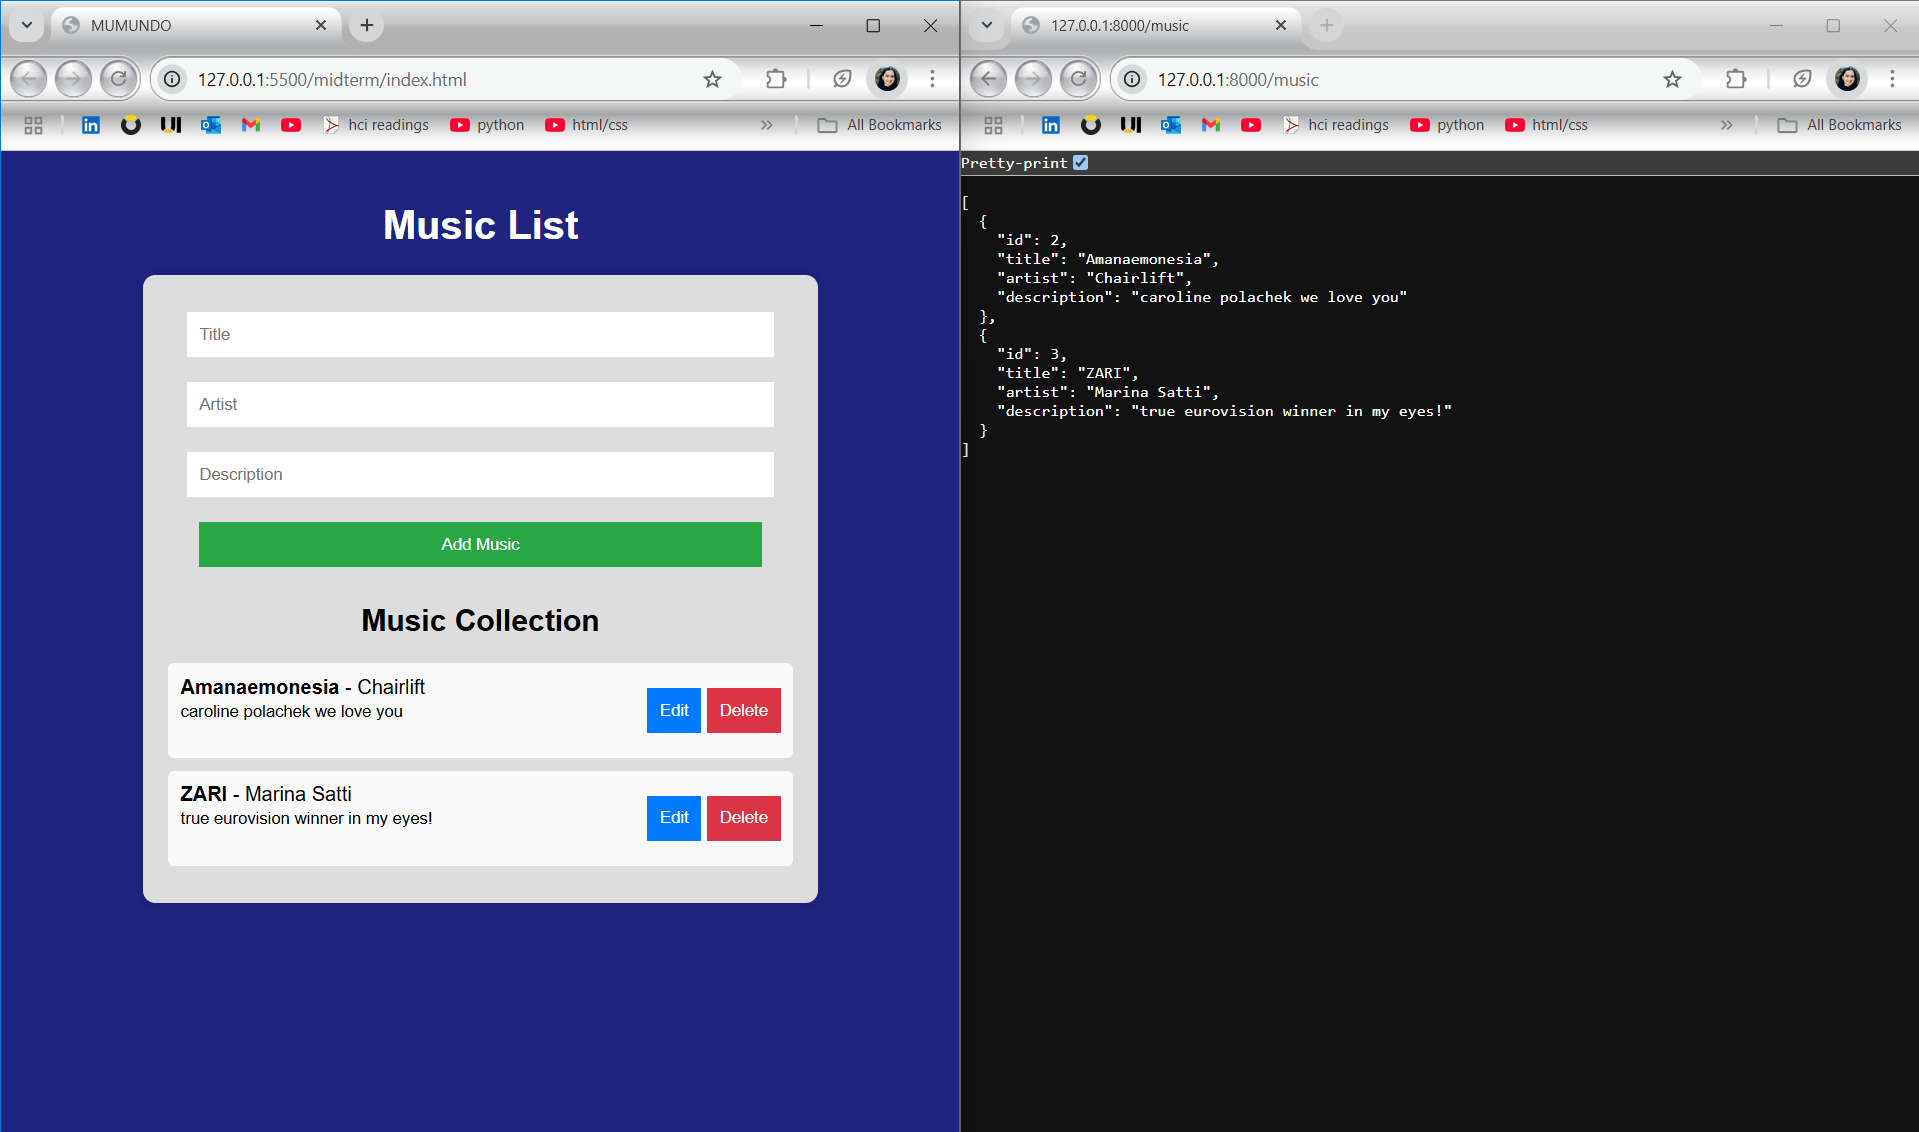 MUMUNDO
127.0.0.1:5500/midterm/index.html
hci readings
python
html/css
All Bookmarks
Music List
Title
Artist
Description
Add Music
Music Collection
Amanaemonesia - Chairlift
caroline polachek we love you
Edit
Delete
ZARI - Marina Satti
true eurovision winner in my eyes!
Edit
Delete
127.0.0.1:8000/music
127.0.0.1:8000/music
hci readings
python
html/css
All Bookmarks
Pretty-print
[
{
"id": 2,
"title": "Amanaemonesia",
"artist": "Chairlift",
"description": "caroline polachek we love you"
},
{
"id": 3,
"title": "ZARI",
"artist": "Marina Satti",
"description": "true eurovision winner in my eyes!"
}
]